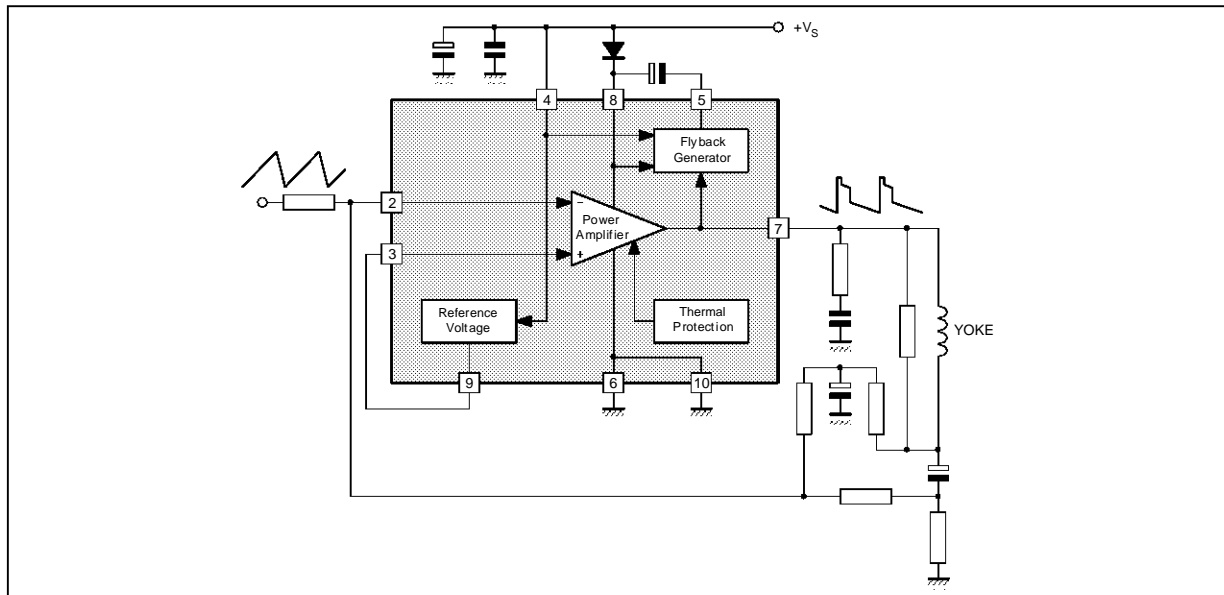 +VS
4
8
5
Flyback
Generator
2
−
Power
Amplifier
7
3
+
Reference
Voltage
Thermal
Protection
YOKE
9
6
10